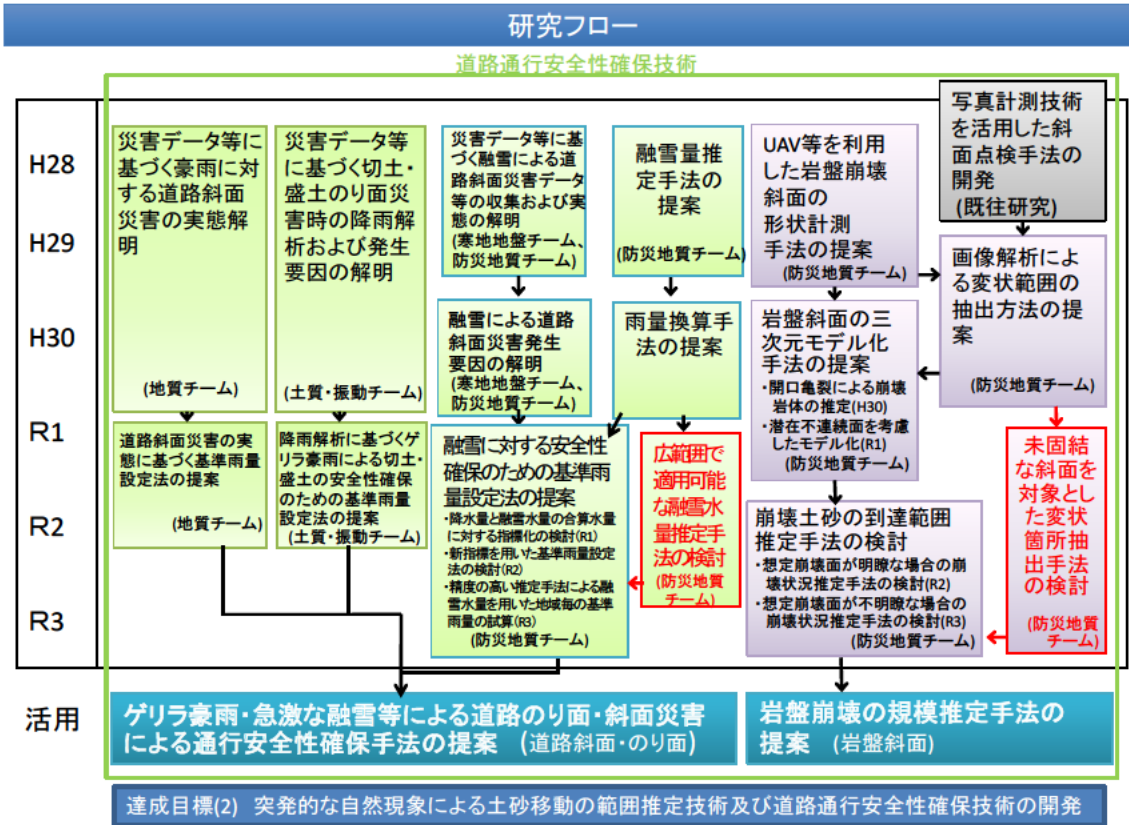 研究フロー
道路通行安全性確保技術
H28
H29
H30
R1
R2
R3
活用
災害データ等に
基づく豪雨に対
する道路斜面
災害の実態解
明
(地質チーム)
災害データ等
に基づく切土・
盛土のり面災
害時の降雨解
析および発生
要因の解明
(土質・振動チーム)
災害データ等に基
づく融雪による道
路斜面災害データ
等の収集および実
態の解明
(寒地地盤チーム、
防災地質チーム)
融雪量推
定手法の
提案
(防災地質チーム)
UAV等を利用
した岩盤崩壊
斜面の
形状計測
手法の提案
(防災地質チーム)
写真計測技術
を活用した斜
面点検手法の
開発
(既往研究)
画像解析によ
る変状範囲の
抽出方法の提
案
(防災地質チーム)
融雪による道路
斜面災害発生
要因の解明
(寒地地盤チーム、
防災地質チーム)
雨量換算手
法の提案
岩盤斜面の三
次元モデル化
手法の提案
・開口亀裂による崩壊
岩体の推定(H30)
・潜在不連続面を考慮
したモデル化(R1)
(防災地質チーム)
道路斜面災害の実
態に基づく基準雨量
設定法の提案
(地質チーム)
降雨解析に基づくゲ
リラ豪雨による切土・
盛土の安全性確保
のための基準雨量
設定法の提案
(土質・振動チーム)
融雪に対する安全性
確保のための基準雨
量設定法の提案
・降水量と融雪水量の合算水量
に対する指標化の検討(R1)
・新指標を用いた基準雨量設定
法の検討(R2)
・精度の高い推定手法による融
雪水量を用いた地域毎の基準
雨量の試算(R3)
(防災地質チーム)
広範囲で
適用可能
な融雪水
量推定手
法の検討
(防災地質
チーム)
崩壊土砂の到達範囲
推定手法の検討
・想定崩壊面が明瞭な場合の崩
壊状況推定手法の検討(R2)
・想定崩壊面が不明瞭な場合の
崩壊状況推定手法の検討(R3)
(防災地質チーム)
未固結
な斜面を
対象とし
た変状
箇所抽
出手法
の検討
(防災地質
チーム)
ゲリラ豪雨・急激な融雪等による道路のり面・斜面災害
による通行安全性確保手法の提案 (道路斜面・のり面)
岩盤崩壊の規模推定手法の
提案 (岩盤斜面)
達成目標(2) 突発的な自然現象による土砂移動の範囲推定技術及び道路通行安全性確保技術の開発